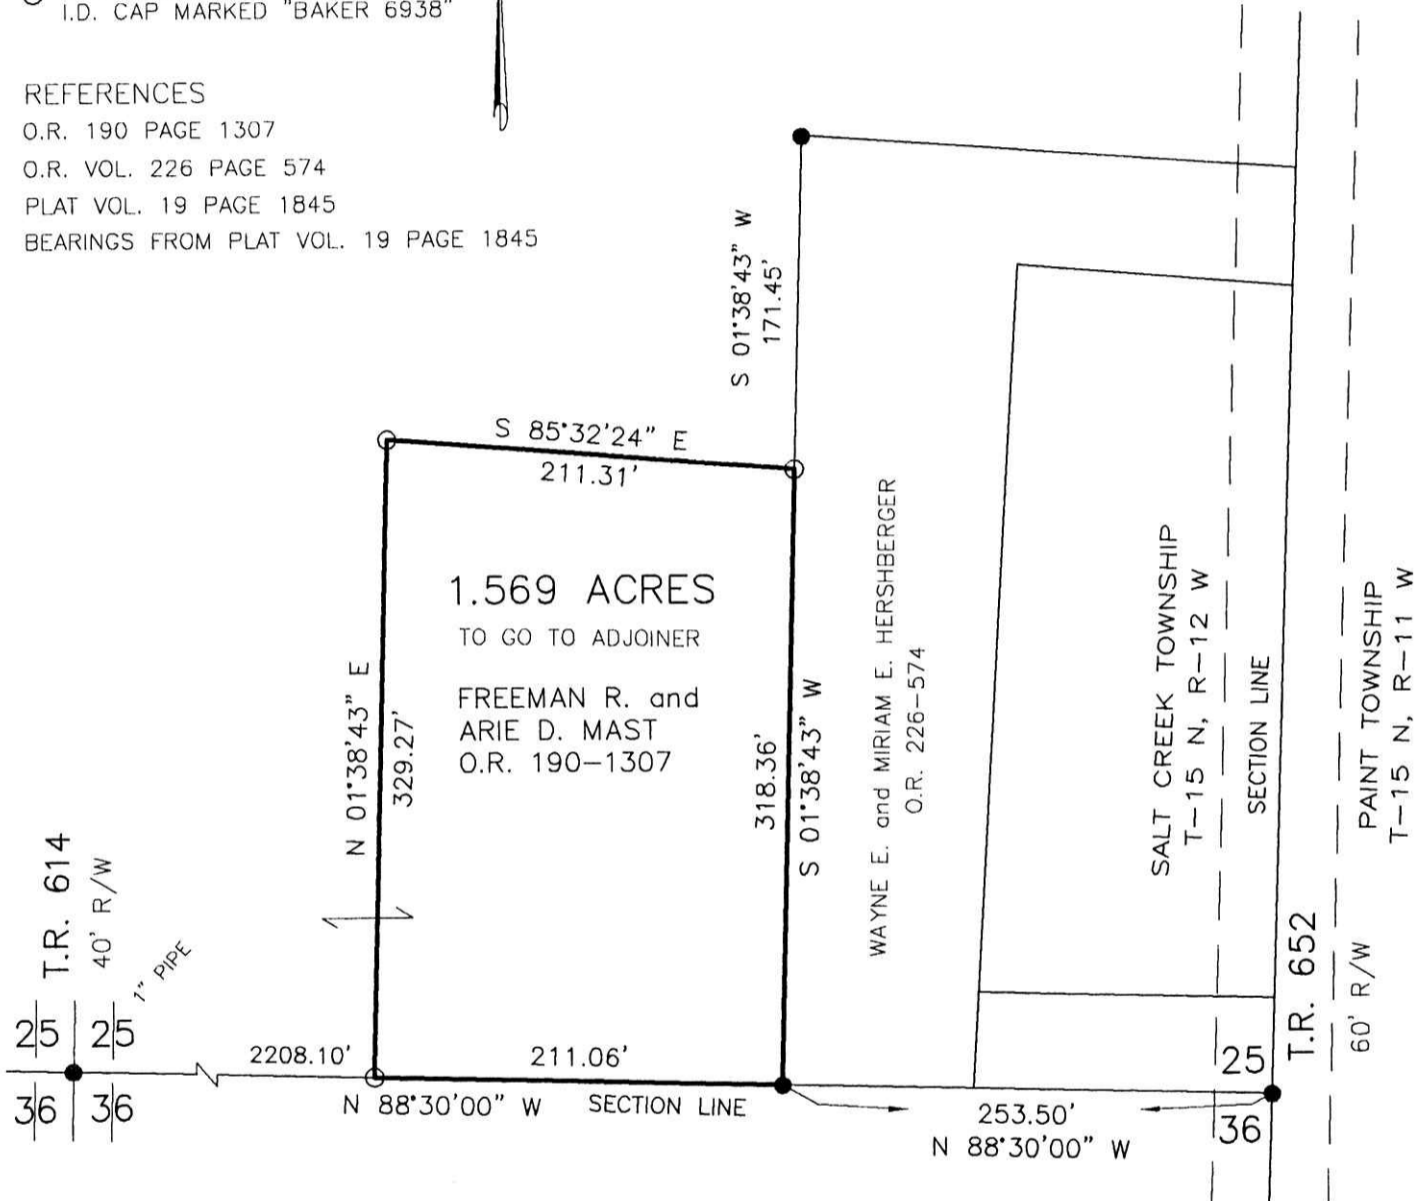 I.D. CAP MARKED "BAKER 6938"
REFERENCES
O.R. 190 PAGE 1307
O.R. VOL. 226 PAGE 574
PLAT VOL. 19 PAGE 1845
BEARINGS FROM PLAT VOL. 19 PAGE 1845
S 01°38'43" W
171.45'
S 85°32'24" E
211.31'
1.569 ACRES
TO GO TO ADJOINER
FREEMAN R. and
ARIE D. MAST
O.R. 190-1307
N 01°38'43" E
329.27'
318.36'
S 01°38'43" W
WAYNE E. and MIRIAM E. HERSHBERGER
O.R. 226-574
SALT CREEK TOWNSHIP
T-15 N, R-12 W
SECTION LINE
PAINT TOWNSHIP
T-15 N, R-11 W
T.R. 614
40' R/W
1" PIPE
T.R. 652
60' R/W
25 25
36 36
2208.10'
211.06'
N 88°30'00" W SECTION LINE
25
36
253.50'
N 88°30'00" W